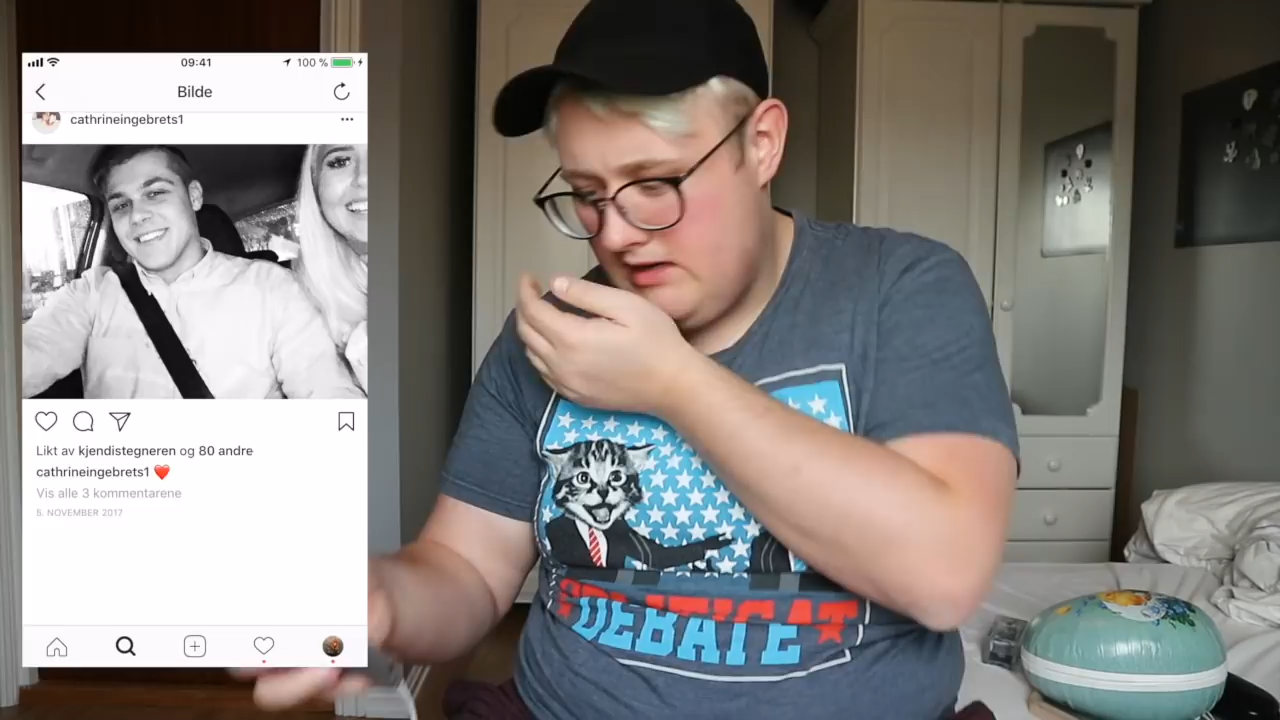 09:41
100 %
Bilde
cathrineingebrets1
Likt av kjendistegneren og 80 andre
cathrineingebrets1 ❤️
Vis alle 3 kommentarene
5. NOVEMBER 2017
POLITICAT
DEBATE